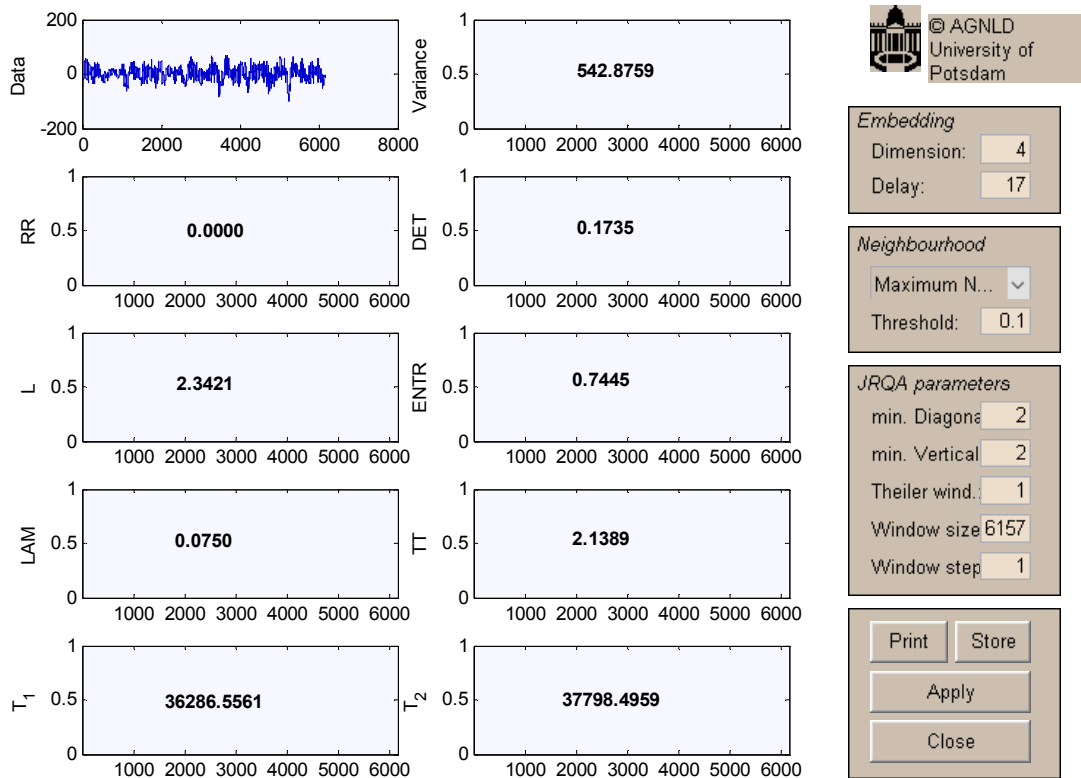 Data
200
0
-200
0 2000 4000 6000 8000
Variance
1
0.5
0
542.8759
1000 2000 3000 4000 5000 6000
RR
1
0.5
0
0.0000
1000 2000 3000 4000 5000 6000
DET
1
0.5
0
0.1735
1000 2000 3000 4000 5000 6000
L
1
0.5
0
2.3421
1000 2000 3000 4000 5000 6000
ENTR
1
0.5
0
0.7445
1000 2000 3000 4000 5000 6000
LAM
1
0.5
0
0.0750
1000 2000 3000 4000 5000 6000
TT
1
0.5
0
2.1389
1000 2000 3000 4000 5000 6000
T1
1
0.5
0
36286.5561
1000 2000 3000 4000 5000 6000
T2
1
0.5
0
37798.4959
1000 2000 3000 4000 5000 6000
© AGNLD
University of
Potsdam
Embedding
Dimension: 4
Delay: 17
Neighbourhood
Maximum N...
Threshold: 0.1
JRQA parameters
min. Diagona 2
min. Vertical 2
Theiler wind.: 1
Window size 6157
Window step 1
Print Store
Apply
Close